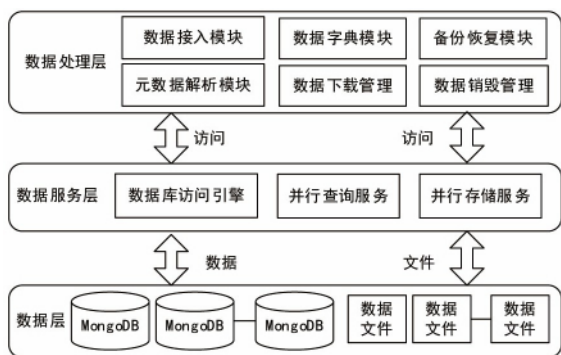 数据接入模块 数据字典模块 备份恢复模块
数据处理层
元数据解析模块 数据下载管理 数据销毁管理
访问 访问
数据服务层 数据库访问引擎 并行查询服务 并行存储服务
数据 文件
数据层 MongoDB MongoDB MongoDB 数据 数据 数据
文件 文件 文件